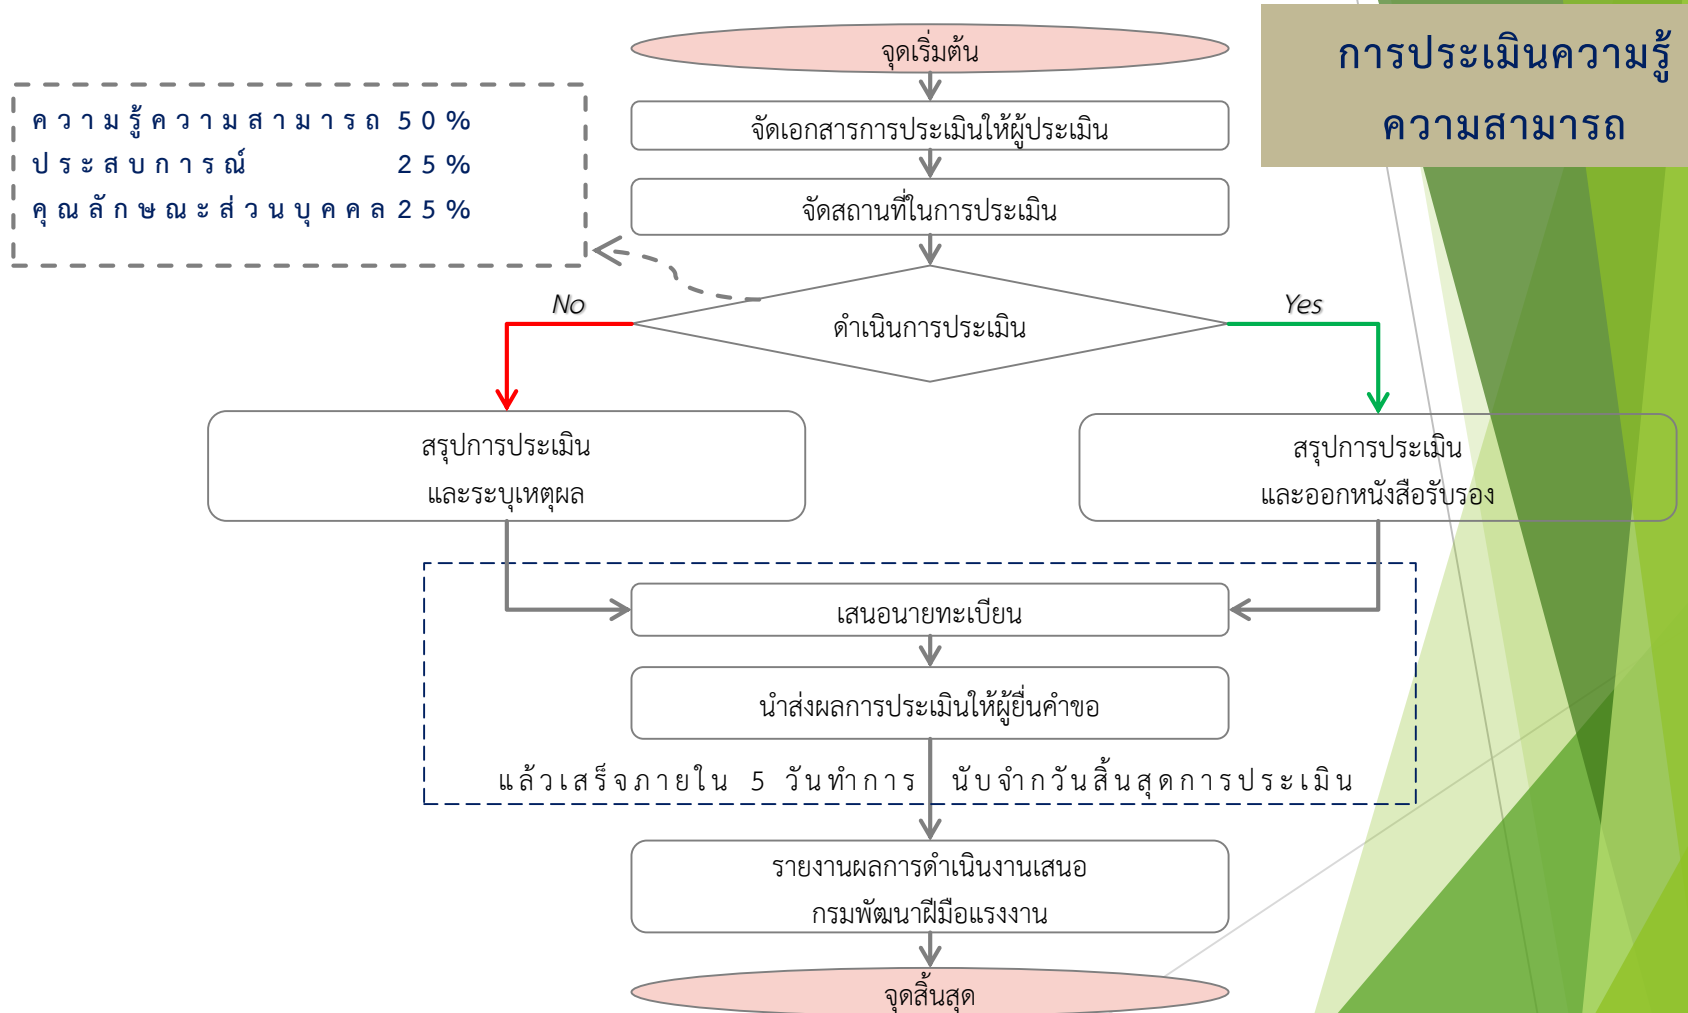 การประเมินความรู้
ความสามารถ
จุดเริ่มต้น
จัดเอกสารการประเมินให้ผู้ประเมิน
จัดสถานที่ในการประเมิน
ความรู้ความสามารถ 50%
ประสบการณ์ 25%
คุณลักษณะส่วนบุคคล 25%
ดำเนินการประเมิน
No
Yes
สรุปการประเมิน
และระบุเหตุผล
สรุปการประเมิน
และออกหนังสือรับรอง
เสนอนายทะเบียน
นำส่งผลการประเมินให้ผู้ยื่นคำขอ
แล้วเสร็จภายใน 5 วันทำการ นับจำกวันสิ้นสุดการประเมิน
รายงานผลการดำเนินงานเสนอ
กรมพัฒนาฝีมือแรงงาน
จุดสิ้นสุด